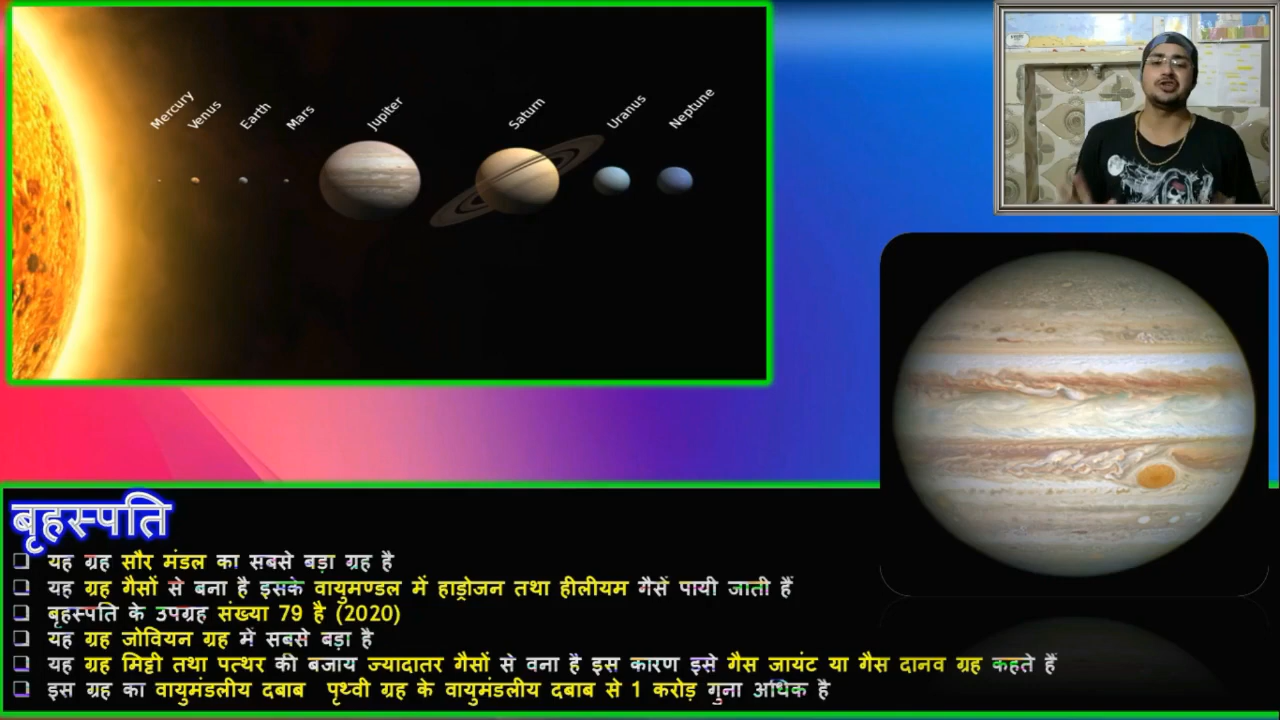 Mercury
Venus
Earth
Mars
Jupiter
Saturn
Uranus
Neptune
बृहस्पति
❑ यह ग्रह सौर मंडल का सबसे बड़ा ग्रह है
❑ यह ग्रह गैसों से बना है इसके वायुमण्डल में हाड्रोजन तथा हीलीयम गैसें पायी जाती हैं
❑ बृहस्पति के उपग्रह संख्या 79 है (2020)
❑ यह ग्रह जोवियन ग्रह में सबसे बड़ा है
❑ यह ग्रह मिट्टी तथा पत्थर की बजाय ज्यादातर गैसों से वना है इस कारण इसे गैस जायंट या गैस दानव ग्रह कहते हैं
❑ इस ग्रह का वायुमंडलीय दबाब पृथ्वी ग्रह के वायुमंडलीय दबाब से 1 करोड़ गुना अधिक है